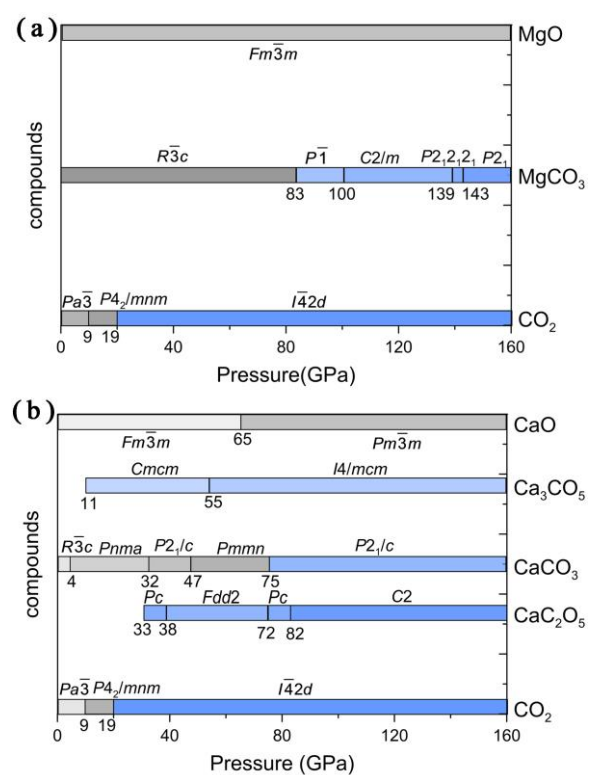 (a)
MgO
Fm3̅m
R3̅c P1̅ C2/m P2₁2₁2₁ P2₁
MgCO₃
83 100 139 143
compounds
Pa3̅ P4₂/mnm I4̅2d
CO₂
9 19
0 40 80 120 160
Pressure(GPa)
(b)
CaO
Fm3̅m 65 Pm3̅m
Cmcm I4/mcm
Ca₃CO₅
11 55
R3̅c Pnma P2₁/c Pmmn P2₁/c
CaCO₃
4 32 47 75
Pc Fdd2 Pc C2
CaC₂O₅
33 38 72 82
compounds
Pa3̅ P4₂/mnm I4̅2d
CO₂
9 19
0 40 80 120 160
Pressure (GPa)